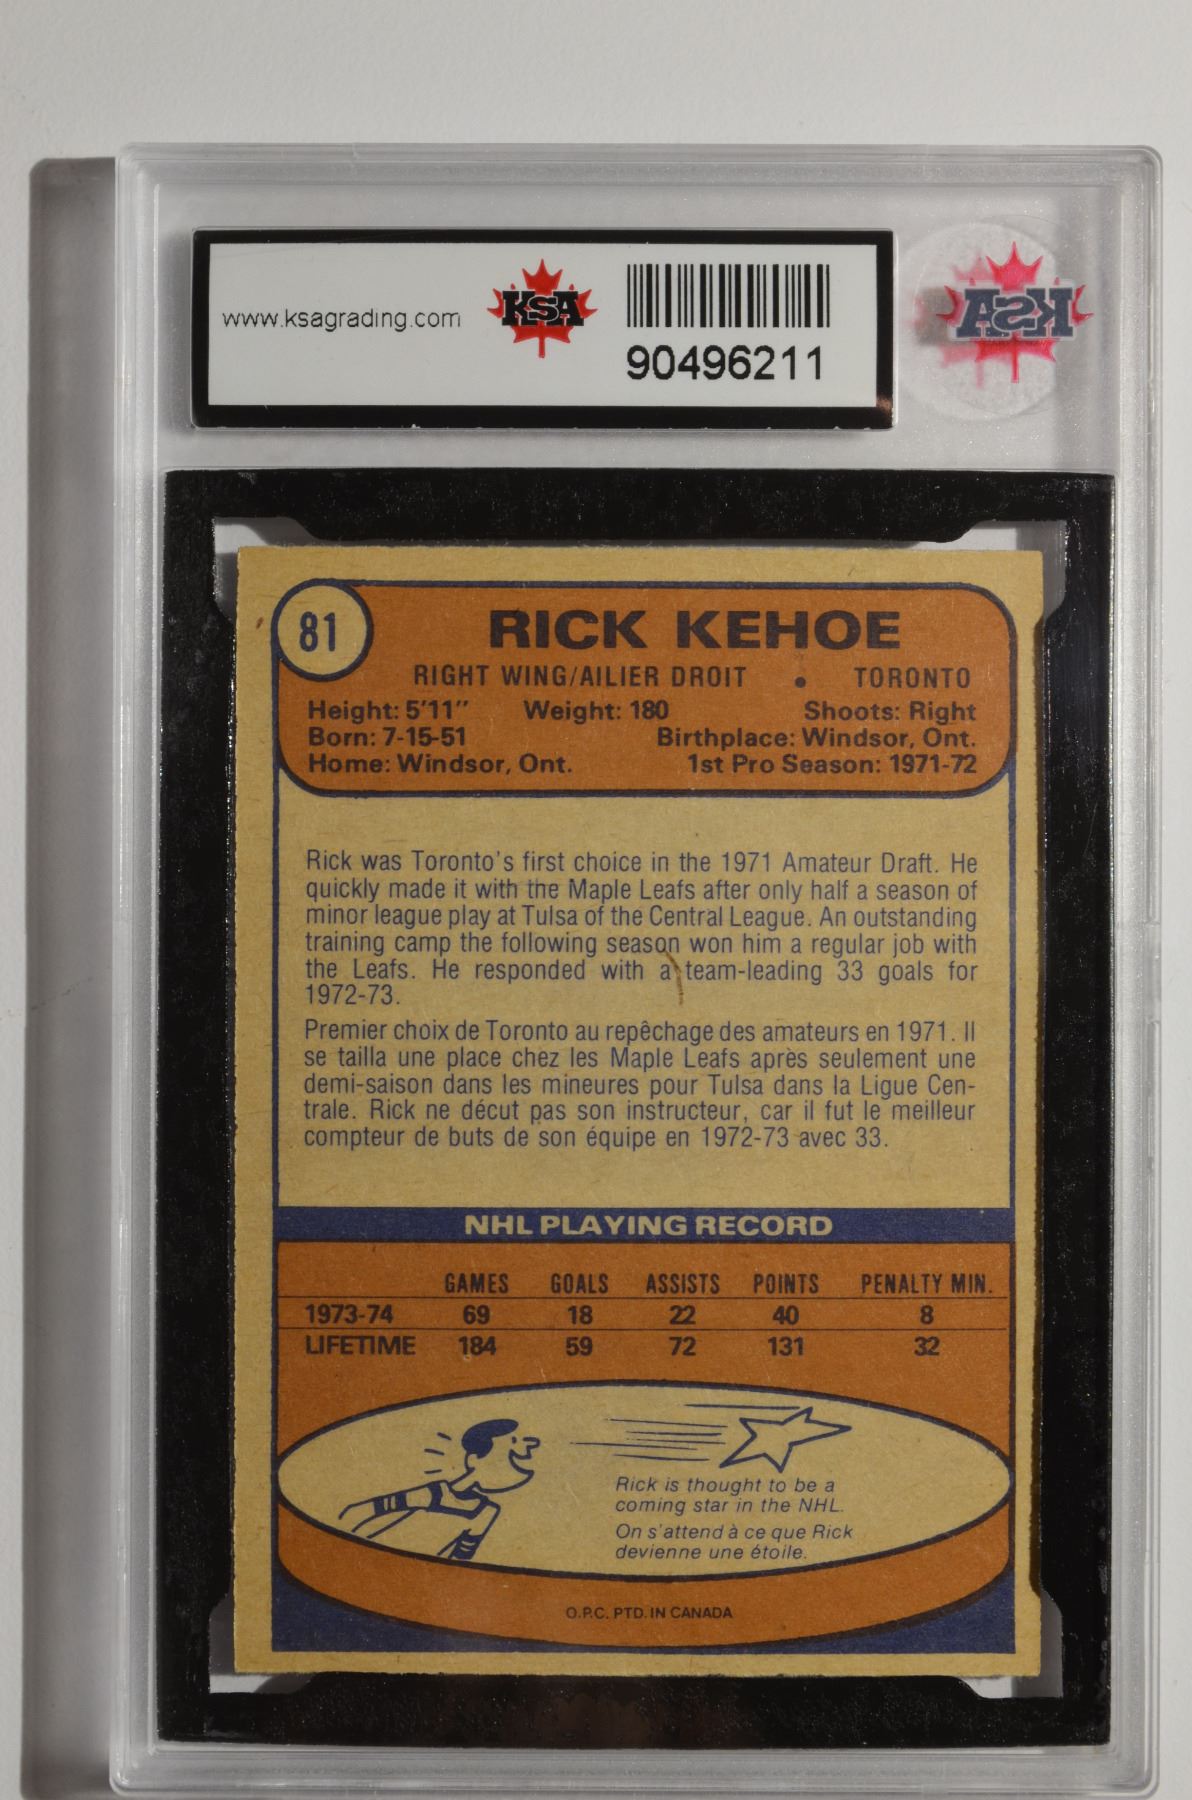 www.ksagrading.com
KSA
90496211
KSA
81
RICK KEHOE
RIGHT WING/AILIER DROIT • TORONTO
Height: 5'11" Weight: 180 Shoots: Right
Born: 7-15-51 Birthplace: Windsor, Ont.
Home: Windsor, Ont. 1st Pro Season: 1971-72
Rick was Toronto's first choice in the 1971 Amateur Draft. He
quickly made it with the Maple Leafs after only half a season of
minor league play at Tulsa of the Central League. An outstanding
training camp the following season won him a regular job with
the Leafs. He responded with a team-leading 33 goals for
1972-73.
Premier choix de Toronto au repêchage des amateurs en 1971. Il
se tailla une place chez les Maple Leafs après seulement une
demi-saison dans les mineures pour Tulsa dans la Ligue Cen-
trale. Rick ne décut pas son instructeur, car il fut le meilleur
compteur de buts de son équipe en 1972-73 avec 33.
NHL PLAYING RECORD
GAMES GOALS ASSISTS POINTS PENALTY MIN.
1973-74 69 18 22 40 8
LIFETIME 184 59 72 131 32
Rick is thought to be a
coming star in the NHL.
On s'attend à ce que Rick
devienne une étoile.
O.P.C. PTD. IN CANADA